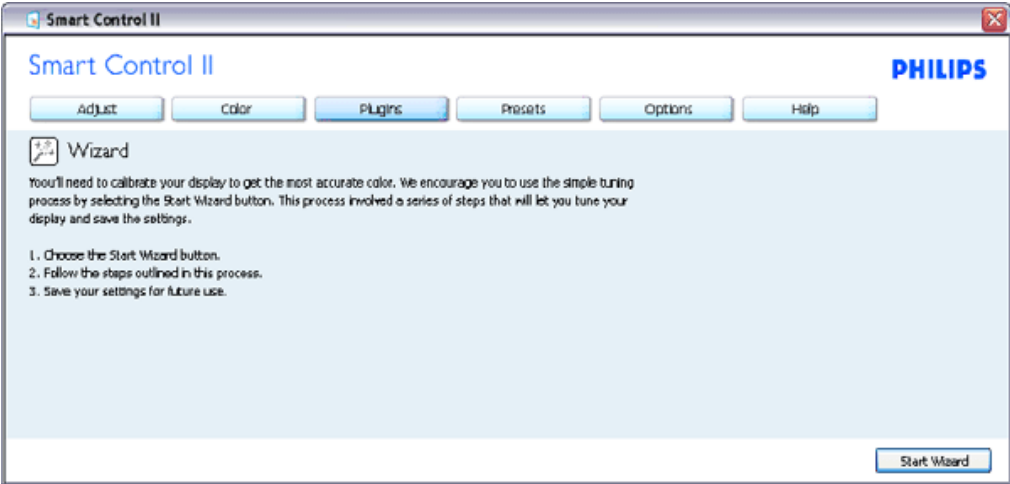 Smart Control II
Smart Control II
PHILIPS
Adjust Color Plugins Presets Options Help
Wizard
Yoou'll need to calibrate your display to get the most accurate color. We encourage you to use the simple tuning
process by selecting the Start Wizard button. This process involved a series of steps that will let you tune your
display and save the settings.
1. Choose the Start Wizard button.
2. Follow the steps outlined in this process.
3. Save your settings for future use.
Start Wizard